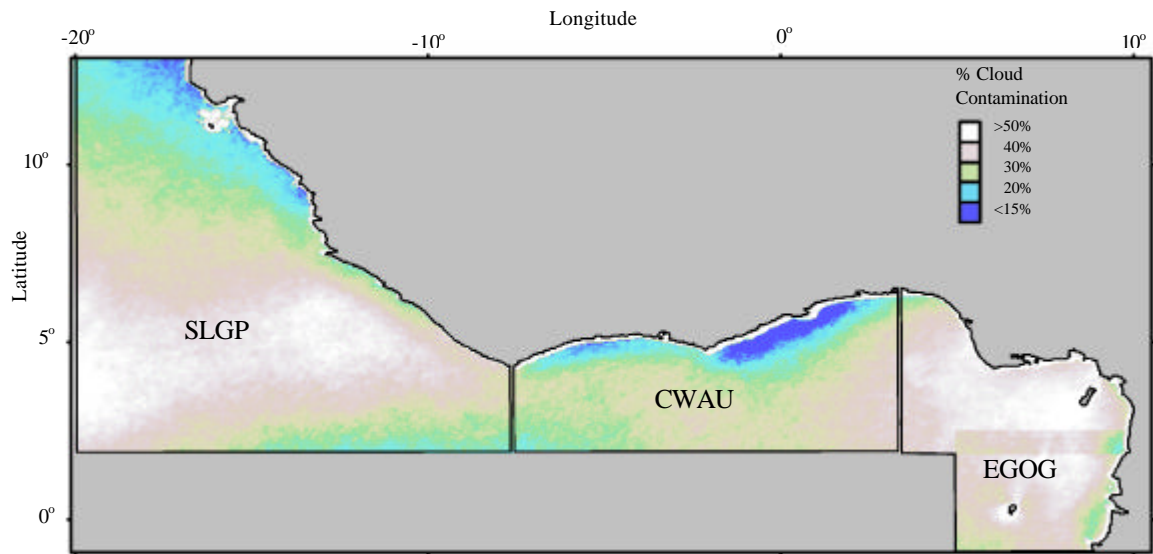 Longitude
-20º -10º 0º 10º
% Cloud
Contamination
>50%
40%
30%
20%
<15%
10º
Latitude
5º
0º
SLGP
CWAU
EGOG